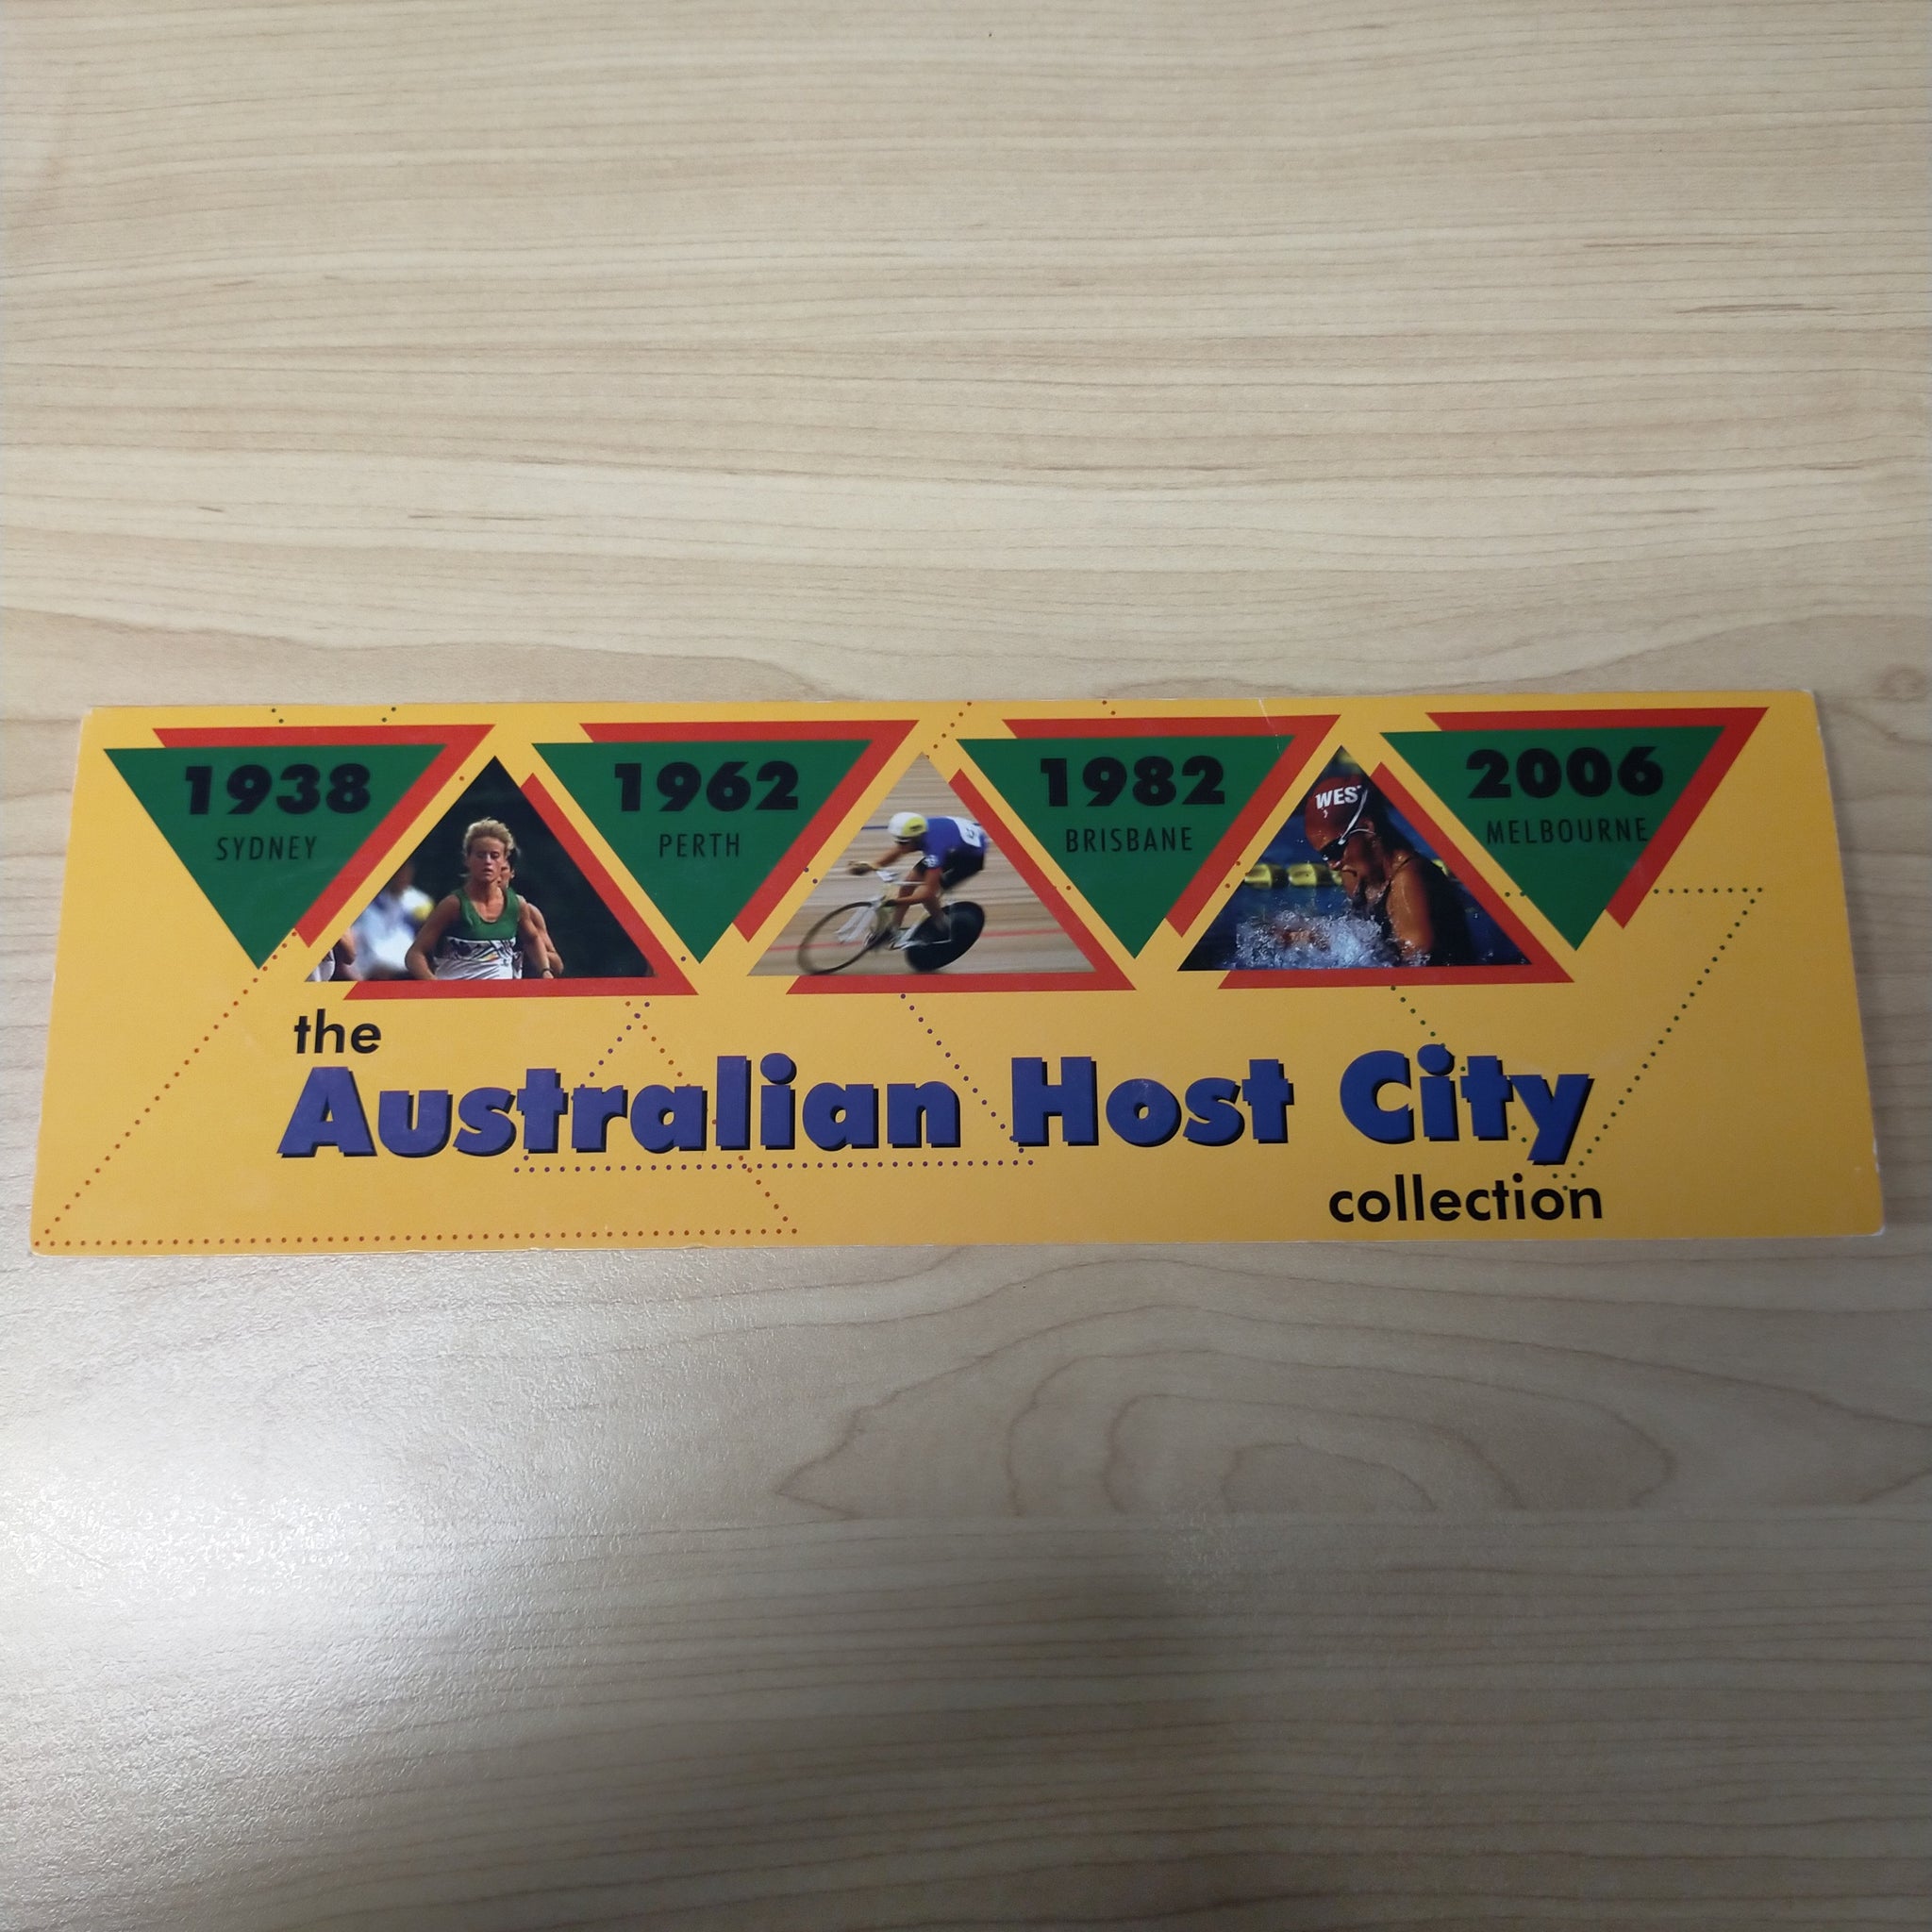 1938
SYDNEY
1962
PERTH
1982
BRISBANE
2006
MELBOURNE
WEST
the
Australian Host City
collection